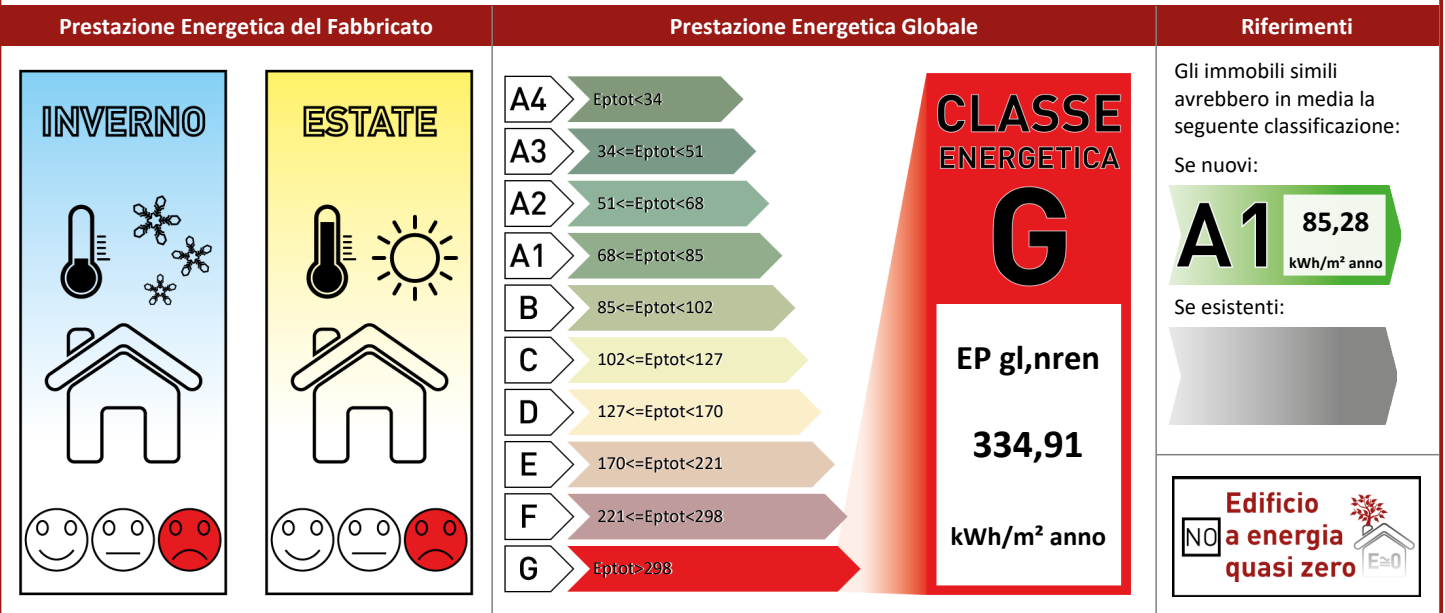 Prestazione Energetica del Fabbricato
Prestazione Energetica Globale
Riferimenti
INVERNO
ESTATE
A4
Eptot<34
A3
34<=Eptot<51
A2
51<=Eptot<68
A1
68<=Eptot<85
B
85<=Eptot<102
C
102<=Eptot<127
D
127<=Eptot<170
E
170<=Eptot<221
F
221<=Eptot<298
G
Eptot>298
CLASSE
ENERGETICA
G
EP gl,nren
334,91
kWh/m² anno
Gli immobili simili
avrebbero in media la
seguente classificazione:
Se nuovi:
A1
85,28
kWh/m² anno
Se esistenti:
Edificio
NO a energia
quasi zero
E≅0